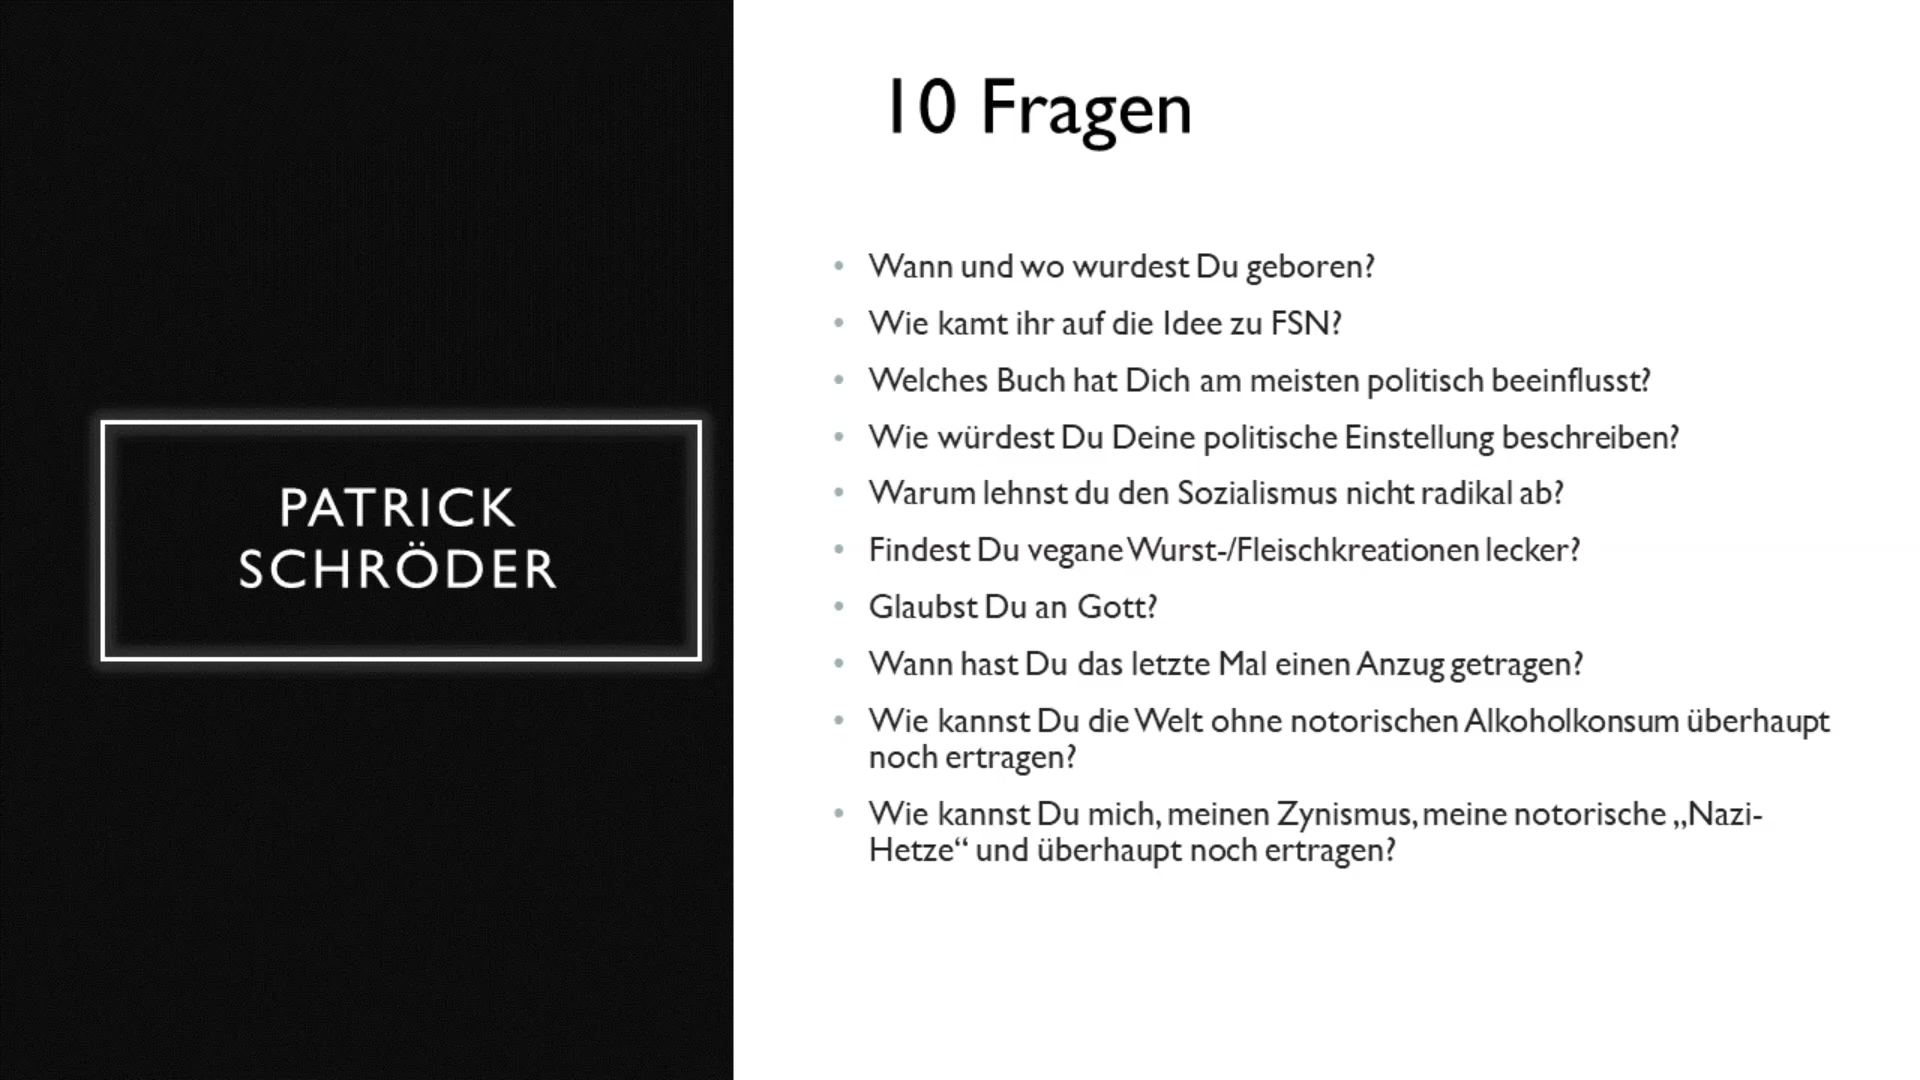 PATRICK
SCHRÖDER
10 Fragen
• Wann und wo wurdest Du geboren?
• Wie kamt ihr auf die Idee zu FSN?
• Welches Buch hat Dich am meisten politisch beeinflusst?
• Wie würdest Du Deine politische Einstellung beschreiben?
• Warum lehnst du den Sozialismus nicht radikal ab?
• Findest Du vegane Wurst-/Fleischkreationen lecker?
• Glaubst Du an Gott?
• Wann hast Du das letzte Mal einen Anzug getragen?
• Wie kannst Du die Welt ohne notorischen Alkoholkonsum überhaupt
noch ertragen?
• Wie kannst Du mich, meinen Zynismus, meine notorische „Nazi-
Hetze“ und überhaupt noch ertragen?